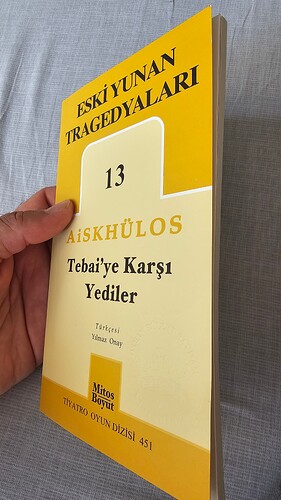 ESKİ YUNAN
TRAGEDYALARI
13
AiSKHÜLOS
Tebai'ye Karşı
Yediler
Türkçesi
Yılmaz Onay
Mitos
Boyut
TİYATRO OYUN DİZİSİ 451